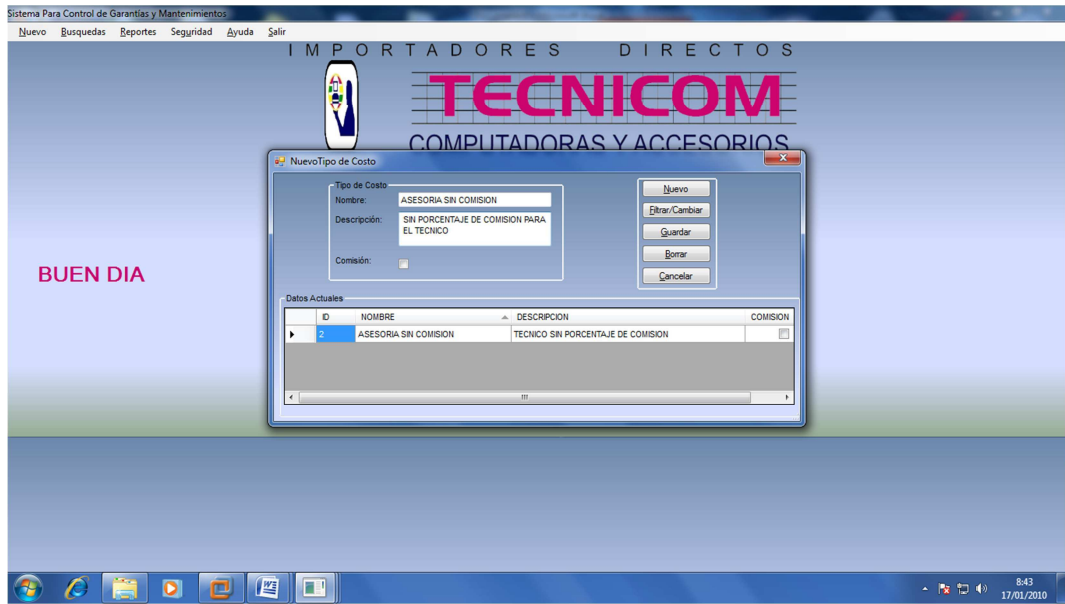 Sistema Para Control de Garantías y Mantenimientos
Nuevo Busquedas Reportes Seguridad Ayuda Salir
IMPORTADORES DIRECTOS
TECNICOM
COMPUTADORAS Y ACCESORIOS
NuevoTipo de Costo
Tipo de Costo
Nombre: ASESORIA SIN COMISION
Descripción: SIN PORCENTAJE DE COMISION PARA
EL TECNICO
Comisión:
Nuevo
Filtrar/Cambiar
Guardar
Borrar
Cancelar
BUEN DIA
Datos Actuales
ID NOMBRE DESCRIPCION COMISION
2 ASESORIA SIN COMISION TECNICO SIN PORCENTAJE DE COMISION
8:43
17/01/2010